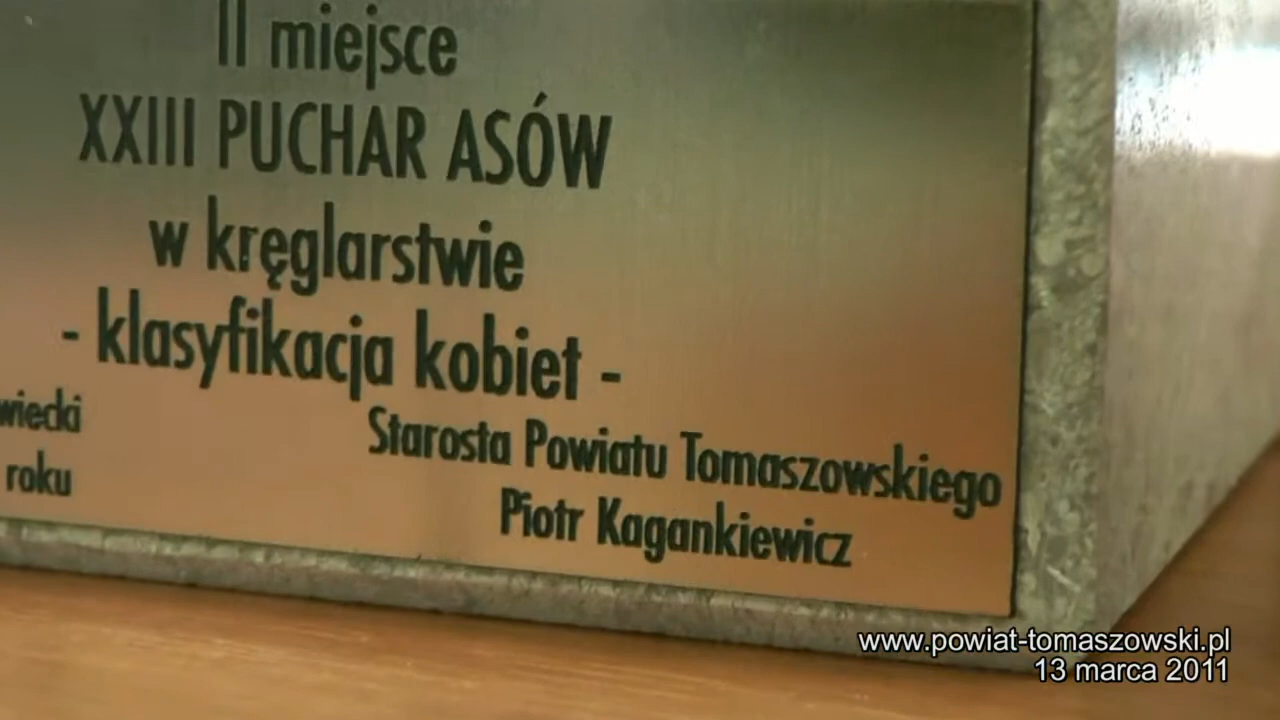 II miejsce
XXIII PUCHAR ASÓW
w kręglarstwie
- klasyfikacja kobiet -
Starosta Powiatu Tomaszowskiego
roku
Piotr Kagankiewicz
www.powiat-tomaszowski.pl
13 marca 2011